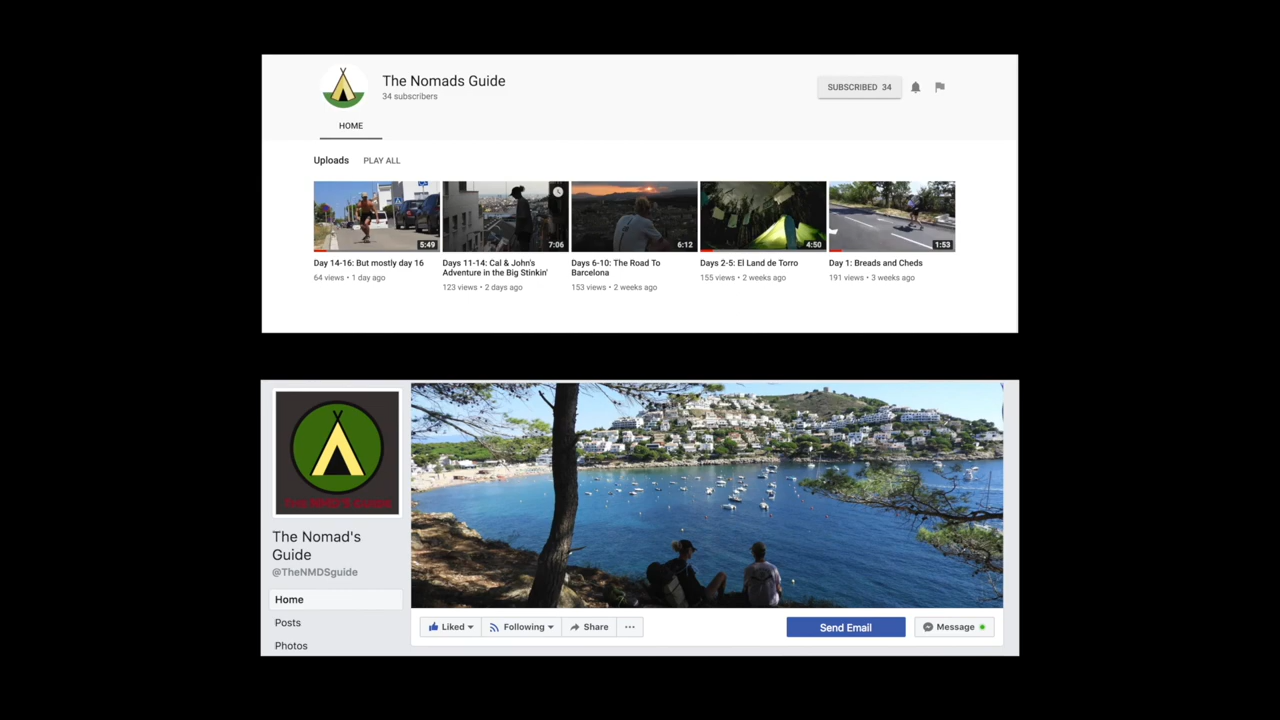 The Nomads Guide
34 subscribers
SUBSCRIBED 34
HOME
Uploads PLAY ALL
5:49
7:06
6:12
4:50
1:53
Day 14-16: But mostly day 16
64 views • 1 day ago
Days 11-14: Cal & John's
Adventure in the Big Stinkin'
123 views • 2 days ago
Days 6-10: The Road To
Barcelona
153 views • 2 weeks ago
Days 2-5: El Land de Torro
155 views • 2 weeks ago
Day 1: Breads and Cheds
191 views • 3 weeks ago
The Nomad's
Guide
@TheNMDSguide
Home
Posts
Photos
Liked
Following
Share
Send Email
Message